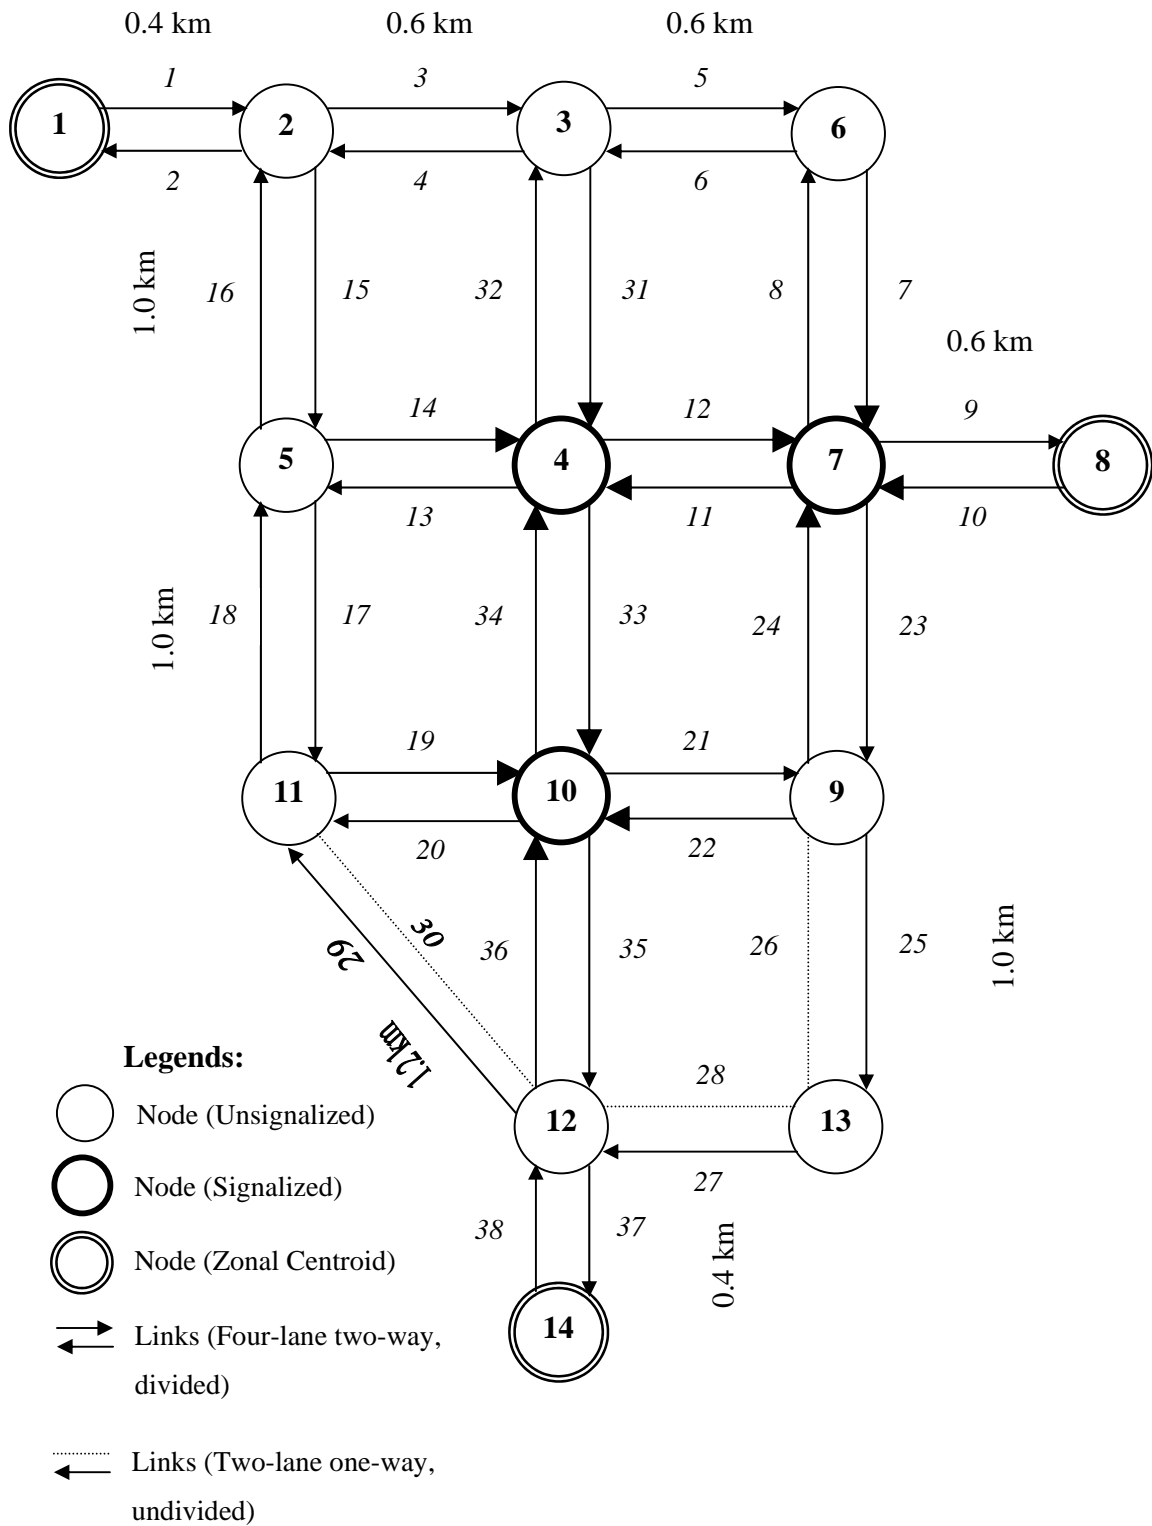 0.4 km 0.6 km 0.6 km
1 3 5
1 2 3 6
2 4 6
1.0 km 16 15 32 31 8 7
0.6 km
14 12 9
5 4 7 8
13 11 10
1.0 km 18 17 34 33 24 23
19 21
11 10 9
20 22
29 30 36 35 26 25 1.0 km
1.2 km
Legends:
28
Node (Unsignalized)
12 13
27
Node (Signalized)
38 37 0.4 km
Node (Zonal Centroid)
14
Links (Four-lane two-way,
divided)
Links (Two-lane one-way,
undivided)